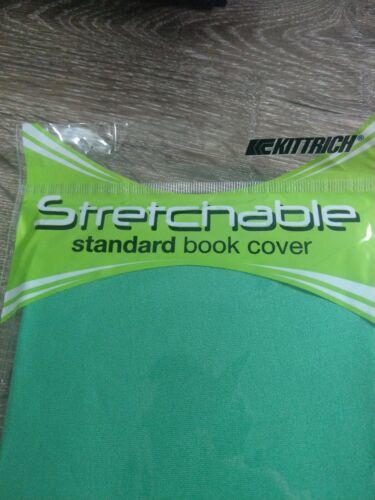 KITTRICH®
Stretchable
standard book cover